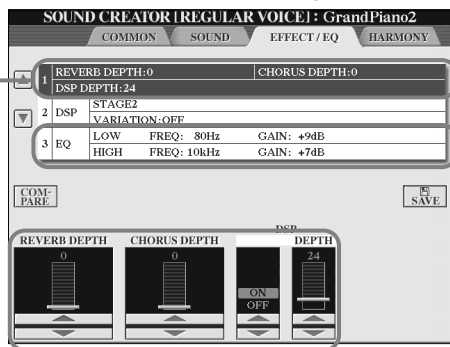 SOUND CREATOR [REGULAR VOICE] : GrandPiano2
COMMON SOUND EFFECT / EQ HARMONY
1 REVERB DEPTH:0 CHORUS DEPTH:0
DSP DEPTH:24
2 DSP STAGE2
VARIATION:OFF
3 EQ LOW FREQ: 80Hz GAIN: +9dB
HIGH FREQ: 10kHz GAIN: +7dB
COM-
PARE
SAVE
DSP
REVERB DEPTH CHORUS DEPTH DEPTH
0 0 24
ON
OFF